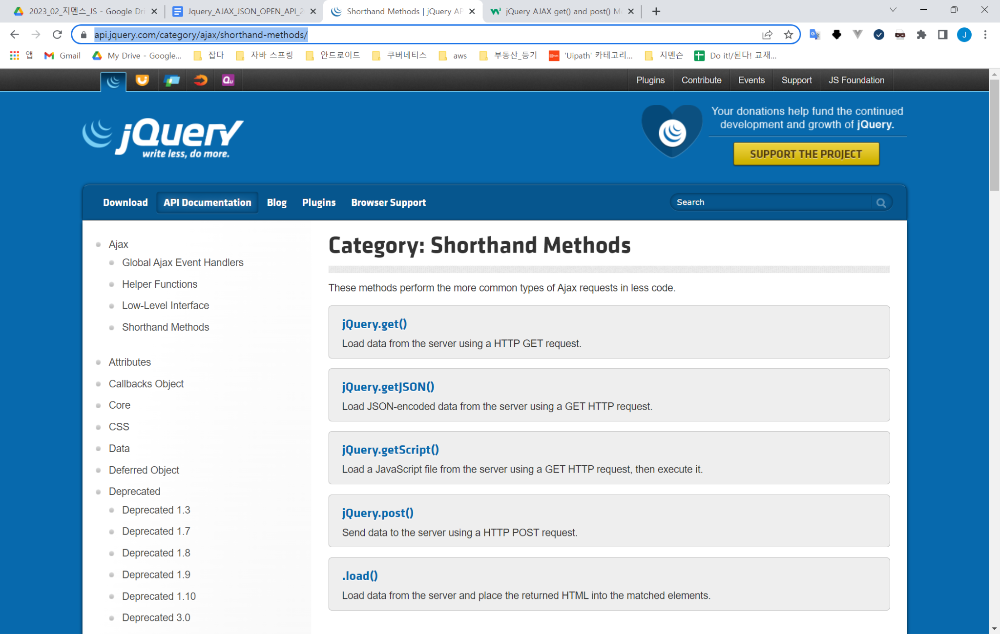 2023_02_지멘스_JS - Google Dri
Jquery_AJAX_JSON_OPEN_API_2
Shorthand Methods | jQuery AP
jQuery AJAX get() and post() M
api.jquery.com/category/ajax/shorthand-methods/
J
앱
Gmail
My Drive - Google...
잡다
자바 스프링
안드로이드
쿠버네티스
aws
부동산_등기
'Uipath' 카테고리...
지멘슨
Do it!/된다! 교재...
Qu
Plugins
Contribute
Events
Support
JS Foundation
jQuery
write less, do more.
Your donations help fund the continued
development and growth of jQuery.
SUPPORT THE PROJECT
Download
API Documentation
Blog
Plugins
Browser Support
Search
Ajax
Global Ajax Event Handlers
Helper Functions
Low-Level Interface
Shorthand Methods
Attributes
Callbacks Object
Core
CSS
Data
Deferred Object
Deprecated
Deprecated 1.3
Deprecated 1.7
Deprecated 1.8
Deprecated 1.9
Deprecated 1.10
Deprecated 3.0
Category: Shorthand Methods
These methods perform the more common types of Ajax requests in less code.
jQuery.get()
Load data from the server using a HTTP GET request.
jQuery.getJSON()
Load JSON-encoded data from the server using a GET HTTP request.
jQuery.getScript()
Load a JavaScript file from the server using a GET HTTP request, then execute it.
jQuery.post()
Send data to the server using a HTTP POST request.
.load()
Load data from the server and place the returned HTML into the matched elements.